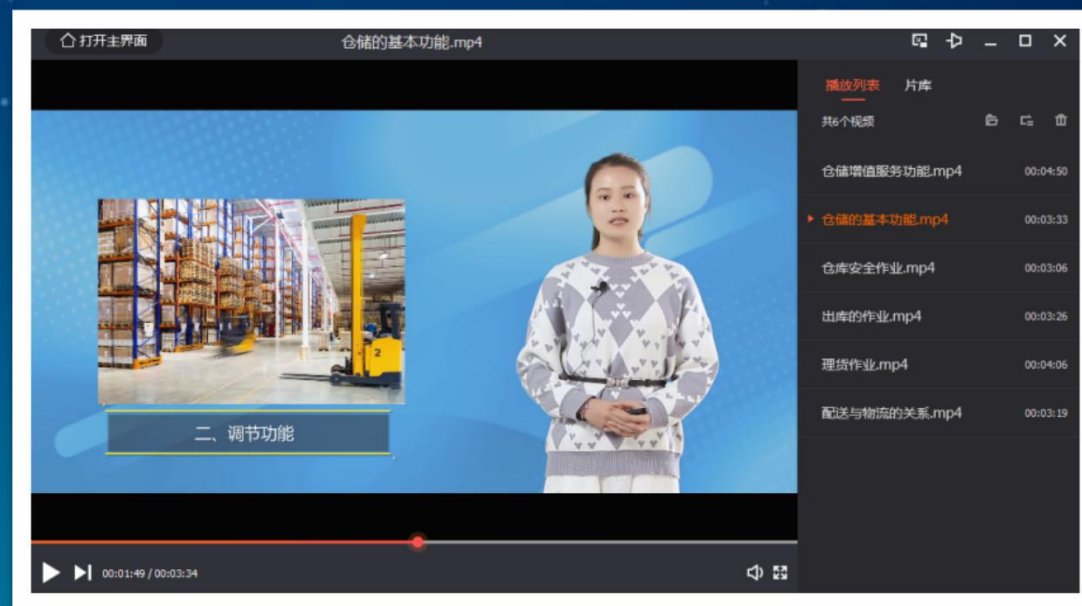 打开主界面
仓储的基本功能.mp4
播放列表 片库
共6个视频
仓储增值服务功能.mp4 00:04:50
仓储的基本功能.mp4 00:03:33
仓库安全作业.mp4 00:03:06
出库的作业.mp4 00:03:26
理货作业.mp4 00:04:06
配送与物流的关系.mp4 00:03:19
2
二、调节功能
00:01:49 / 00:03:34